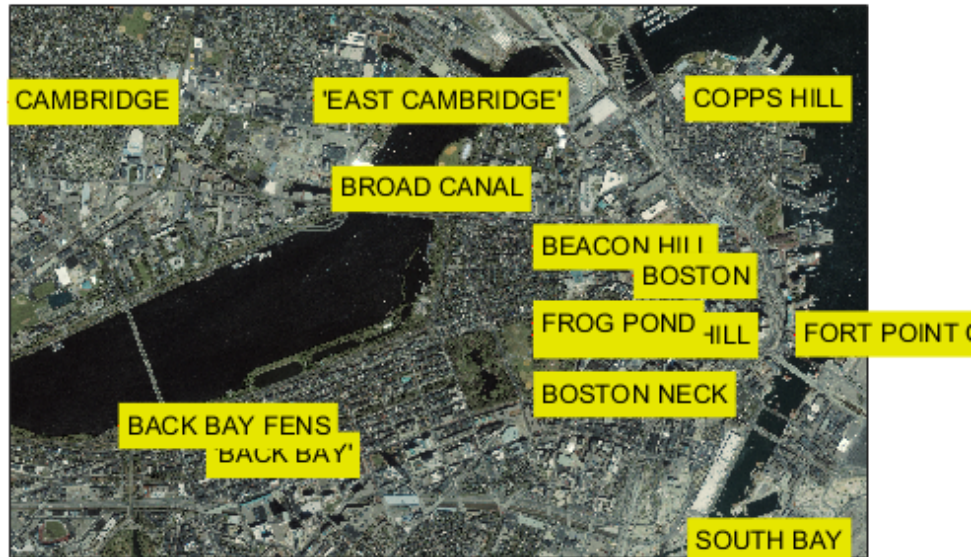 CAMBRIDGE
'EAST CAMBRIDGE'
COPPS HILL
BROAD CANAL
BEACON HILL
BOSTON
FROG POND
HILL
FORT POINT
BOSTON NECK
BACK BAY FENS
'BACK BAY'
SOUTH BAY